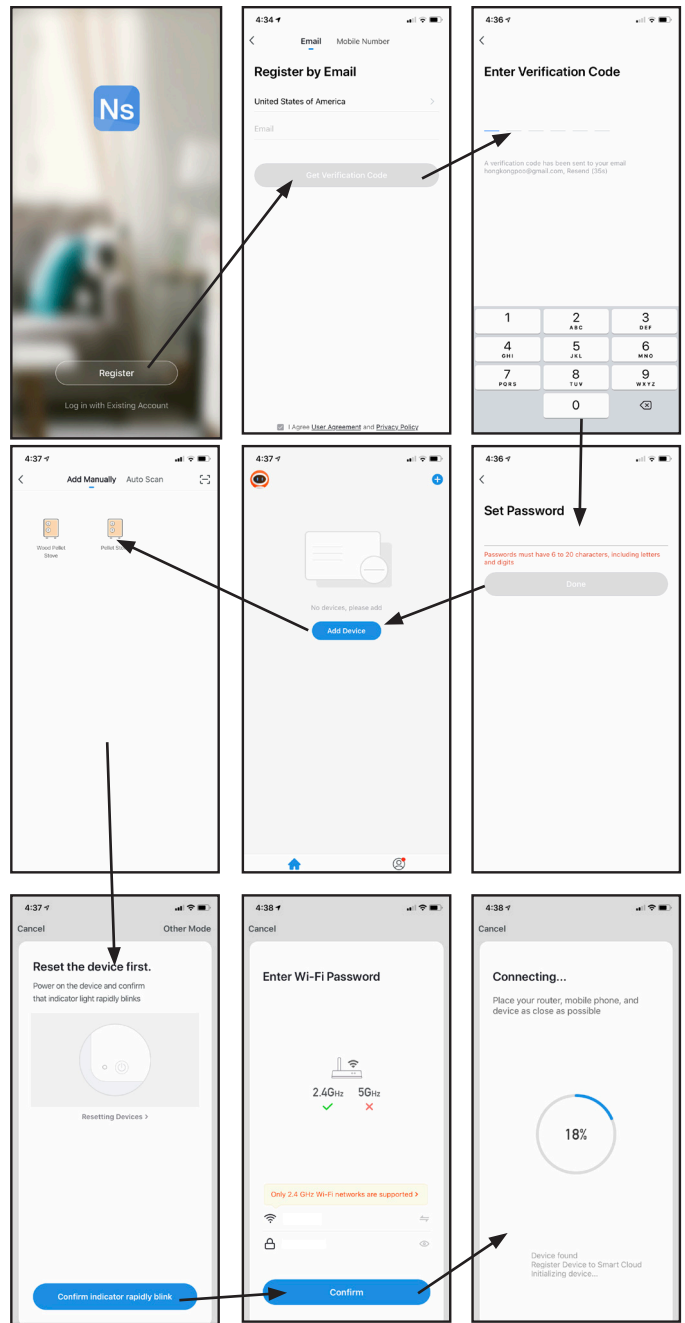 Ns
Register
Log in with Existing Account
4:34
Email Mobile Number
Register by Email
United States of America
Email
Get Verification Code
I Agree User Agreement and Privacy Policy
4:36
Enter Verification Code
A verification code has been sent to your email
hongkongpcn@gmail.com, Resend (36s)
1 2 3
ABC DEF
4 5 6
GHI JKL MNO
7 8 9
PQRS TUV WXYZ
0
4:37
Add Manually Auto Scan
Wood Pellet
Stove
Pellet Stove
4:37
No devices, please add
Add Device
4:36
Set Password
Passwords must have 6 to 20 characters, including letters
and digits
Done
4:37
Cancel Other Mode
Reset the device first.
Power on the device and confirm
that indicator light rapidly blinks
Resetting Devices >
Confirm indicator rapidly blink
4:38
Cancel
Enter Wi-Fi Password
2.4GHz 5GHz
Only 2.4 GHz Wi-Fi networks are supported >
Confirm
4:38
Cancel
Connecting...
Place your router, mobile phone, and
device as close as possible
18%
Device found
Register Device to Smart Cloud
Initializing device...